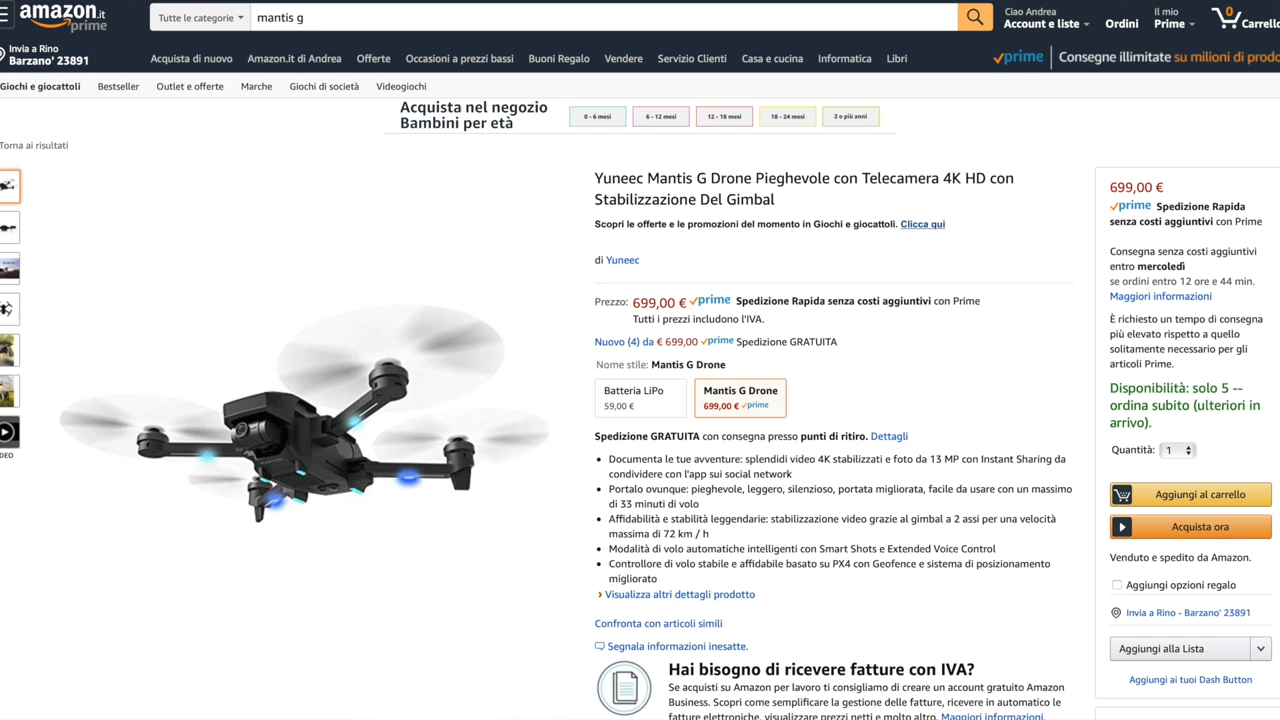 amazon.it
prime
Tutte le categorie
mantis g
Ciao Andrea
Account e liste
Ordini
Il mio
Prime
0
Carrello
Invia a Rino
Barzano' 23891
Acquista di nuovo
Amazon.it di Andrea
Offerte
Occasioni a prezzi bassi
Buoni Regalo
Vendere
Servizio Clienti
Casa e cucina
Informatica
Libri
prime
Consegne illimitate su milioni di prodo
Giochi e giocattoli
Bestseller
Outlet e offerte
Marche
Giochi di società
Videogiochi
Acquista nel negozio
Bambini per età
0 - 6 mesi
6 - 12 mesi
12 - 18 mesi
18 - 24 mesi
2 o più anni
Torna ai risultati
DEO
Yuneec Mantis G Drone Pieghevole con Telecamera 4K HD con
Stabilizzazione Del Gimbal
Scopri le offerte e le promozioni del momento in Giochi e giocattoli. Clicca qui
di Yuneec
Prezzo: 699,00 € prime Spedizione Rapida senza costi aggiuntivi con Prime
Tutti i prezzi includono l'IVA.
Nuovo (4) da € 699,00 prime Spedizione GRATUITA
Nome stile: Mantis G Drone
Batteria LiPo
59,00 €
Mantis G Drone
699,00 € prime
Spedizione GRATUITA con consegna presso punti di ritiro. Dettagli
• Documenta le tue avventure: splendidi video 4K stabilizzati e foto da 13 MP con Instant Sharing da
condividere con l'app sui social network
• Portalo ovunque: pieghevole, leggero, silenzioso, portata migliorata, facile da usare con un massimo
di 33 minuti di volo
• Affidabilità e stabilità leggendarie: stabilizzazione video grazie al gimbal a 2 assi per una velocità
massima di 72 km / h
• Modalità di volo automatiche intelligenti con Smart Shots e Extended Voice Control
• Controllore di volo stabile e affidabile basato su PX4 con Geofence e sistema di posizionamento
migliorato
› Visualizza altri dettagli prodotto
Confronta con articoli simili
Segnala informazioni inesatte.
Hai bisogno di ricevere fatture con IVA?
Se acquisti su Amazon per lavoro ti consigliamo di creare un account gratuito Amazon
Business. Scopri come semplificare la gestione delle fatture, ricevere in automatico le
fatture elettroniche, visualizzare prezzi netti e molto altro. Maggiori informazioni.
699,00 €
prime Spedizione Rapida
senza costi aggiuntivi con Prime
Consegna senza costi aggiuntivi
entro mercoledì
se ordini entro 12 ore e 44 min.
Maggiori informazioni
È richiesto un tempo di consegna
più elevato rispetto a quello
solitamente necessario per gli
articoli Prime.
Disponibilità: solo 5 --
ordina subito (ulteriori in
arrivo).
Quantità: 1
Aggiungi al carrello
Acquista ora
Venduto e spedito da Amazon.
Aggiungi opzioni regalo
Invia a Rino - Barzano' 23891
Aggiungi alla Lista
Aggiungi ai tuoi Dash Button